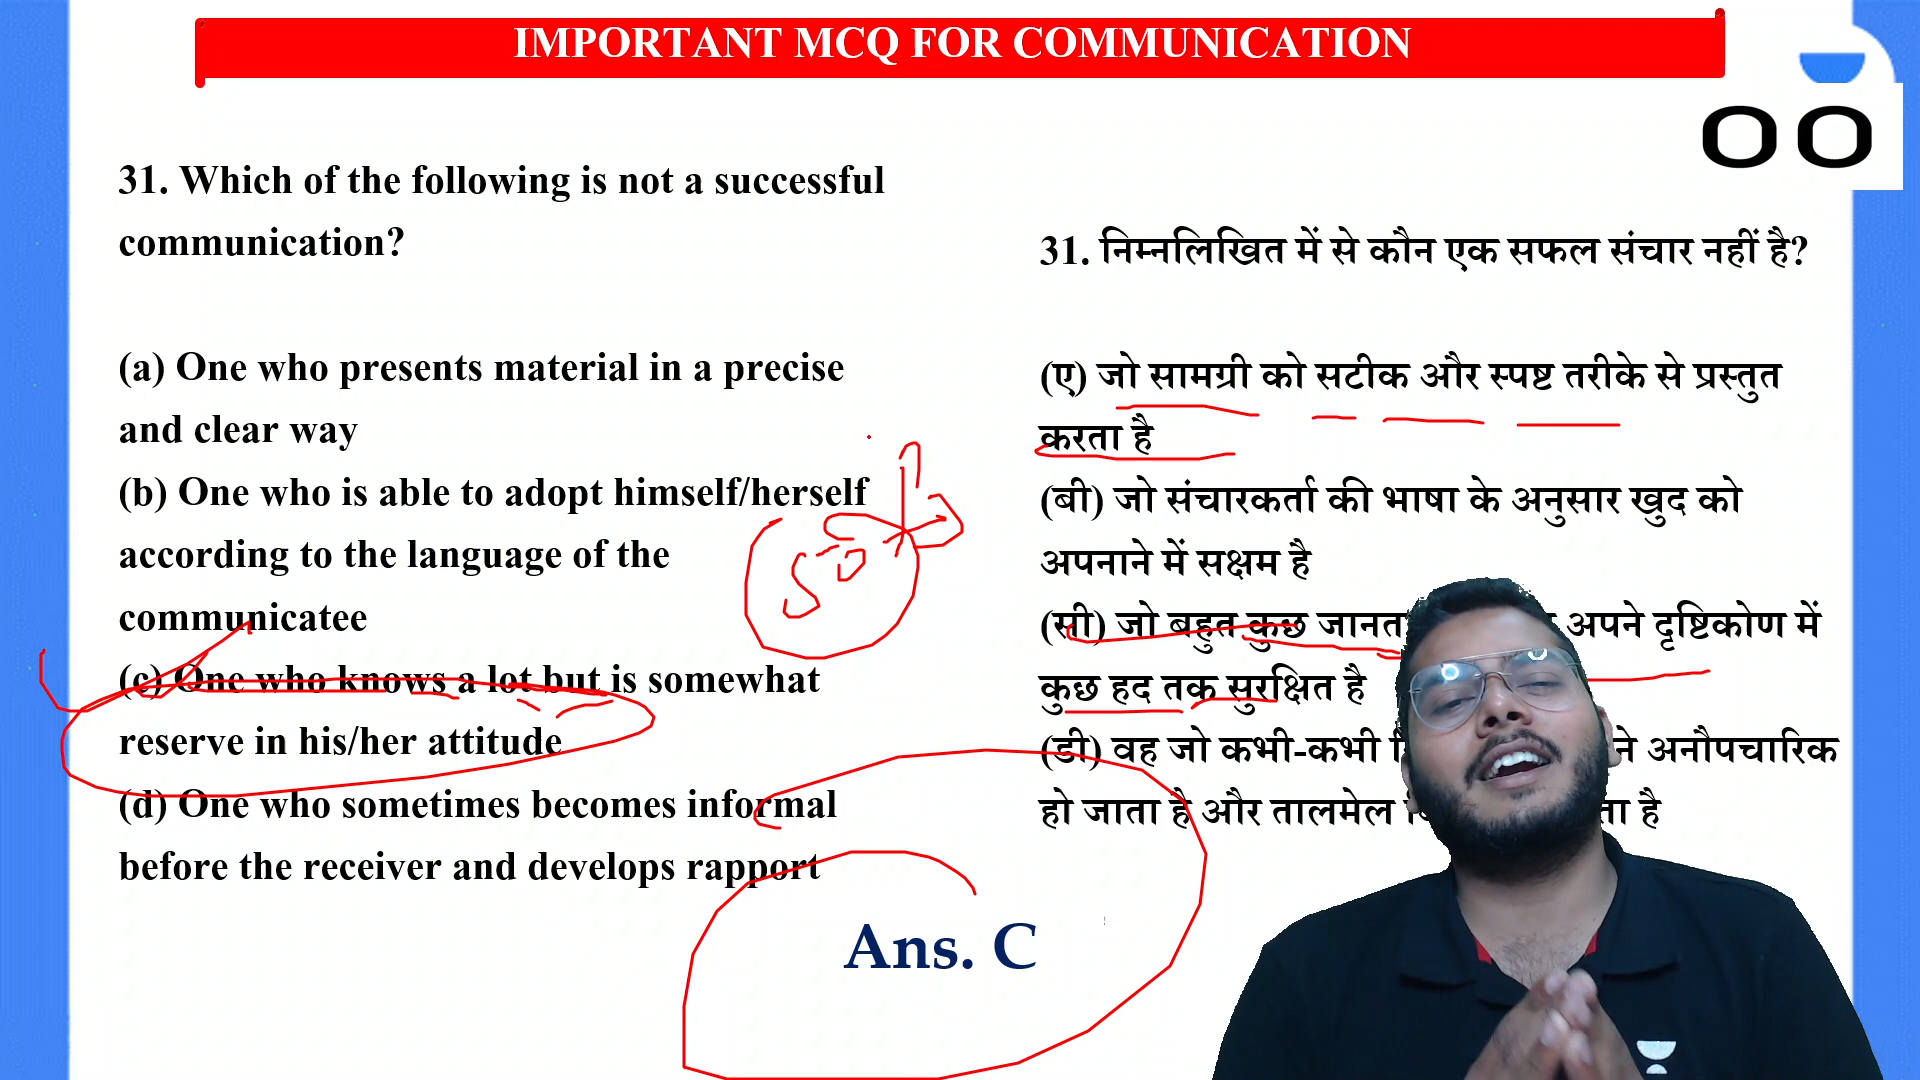 IMPORTANT MCQ FOR COMMUNICATION
31. Which of the following is not a successful
communication?
(a) One who presents material in a precise
and clear way
(b) One who is able to adopt himself/herself
according to the language of the
communicatee
(c) One who knows a lot but is somewhat
reserve in his/her attitude
(d) One who sometimes becomes informal
before the receiver and develops rapport
31. निम्नलिखित में से कौन एक सफल संचार नहीं है?
(ए) जो सामग्री को सटीक और स्पष्ट तरीके से प्रस्तुत
करता है
(बी) जो संचारकर्ता की भाषा के अनुसार खुद को
अपनाने में सक्षम है
(सी) जो बहुत कुछ अपने दृष्टिकोण में
कुछ हद तक सुरक्षित है
(डी) वह जो कभी-कभी अनौपचारिक
हो जाता है और तालमेल है
Ans. C